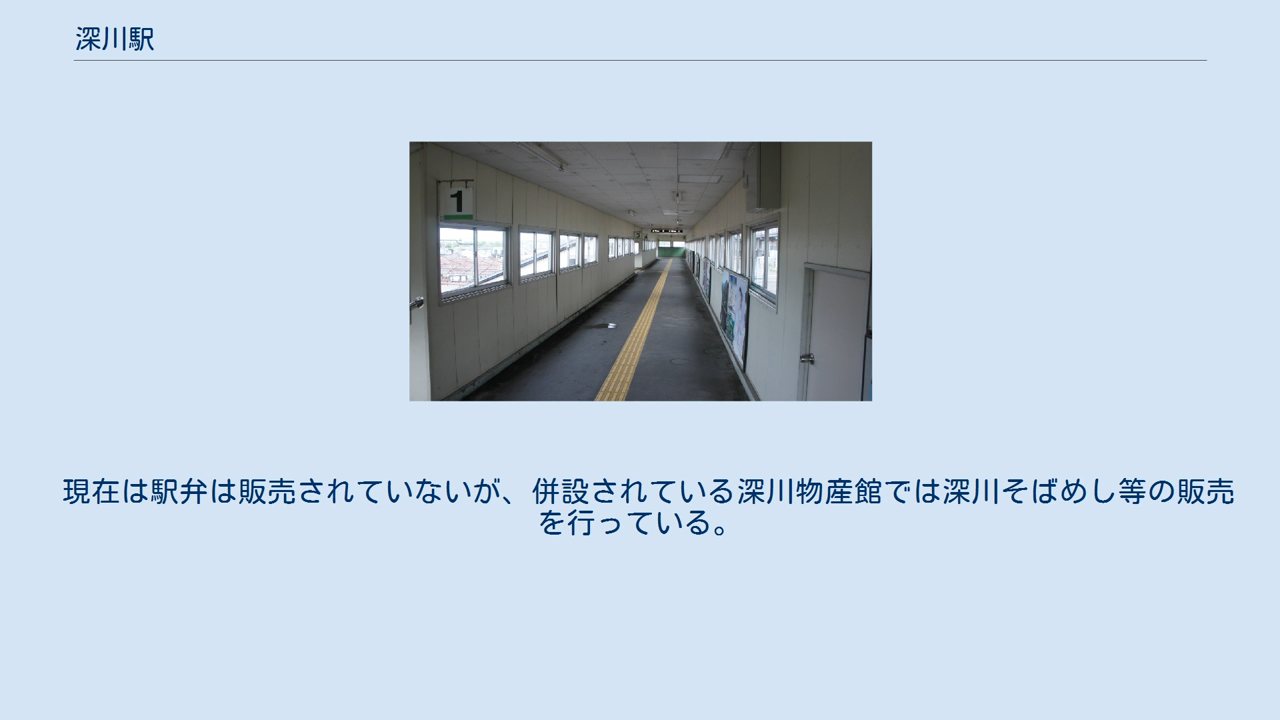 深川駅
1
現在は駅弁は販売されていないが、併設されている深川物産館では深川そばめし等の販売
を行っている。